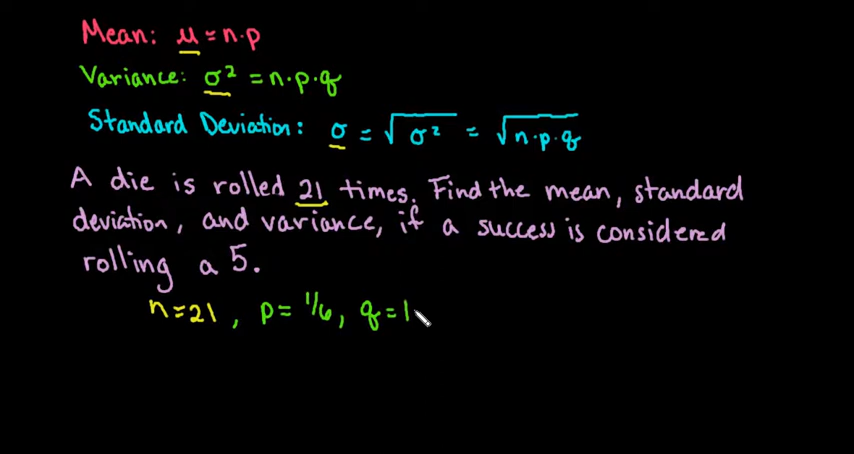 Mean: μ = n·p
Variance: σ² = n·p·q
Standard Deviation: σ = √σ² = √n·p·q
A die is rolled 21 times. Find the mean, standard
deviation, and variance, if a success is considered
rolling a 5.
n=21, p= 1/6, q=1